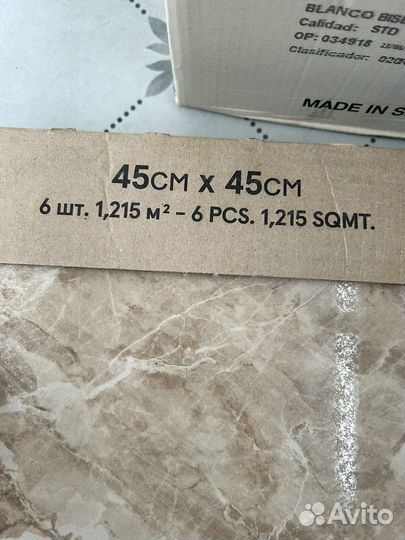 BLANCO
Calidad: STD
OP: 034918
Clasificador:
MADE IN
45CM X 45CM
6 ШТ. 1,215 М² - 6 PCS. 1,215 SQMT.
Avito